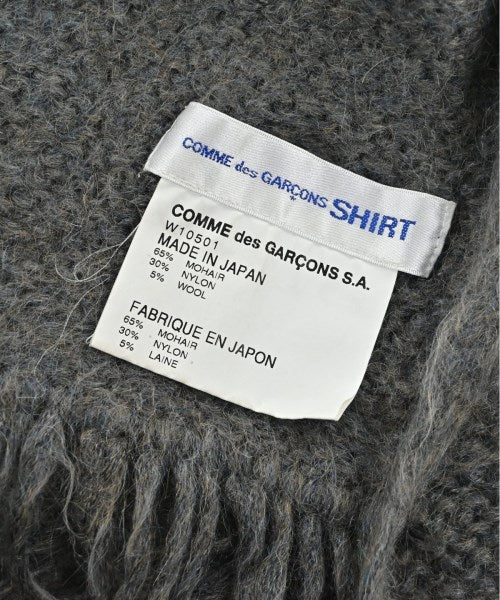 COMME des GARÇONS SHIRT
COMME des GARÇONS S.A.
W10501
MADE IN JAPAN
65% MOHAIR
30% NYLON
5% WOOL
FABRIQUE EN JAPON
65% MOHAIR
30% NYLON
5% LAINE